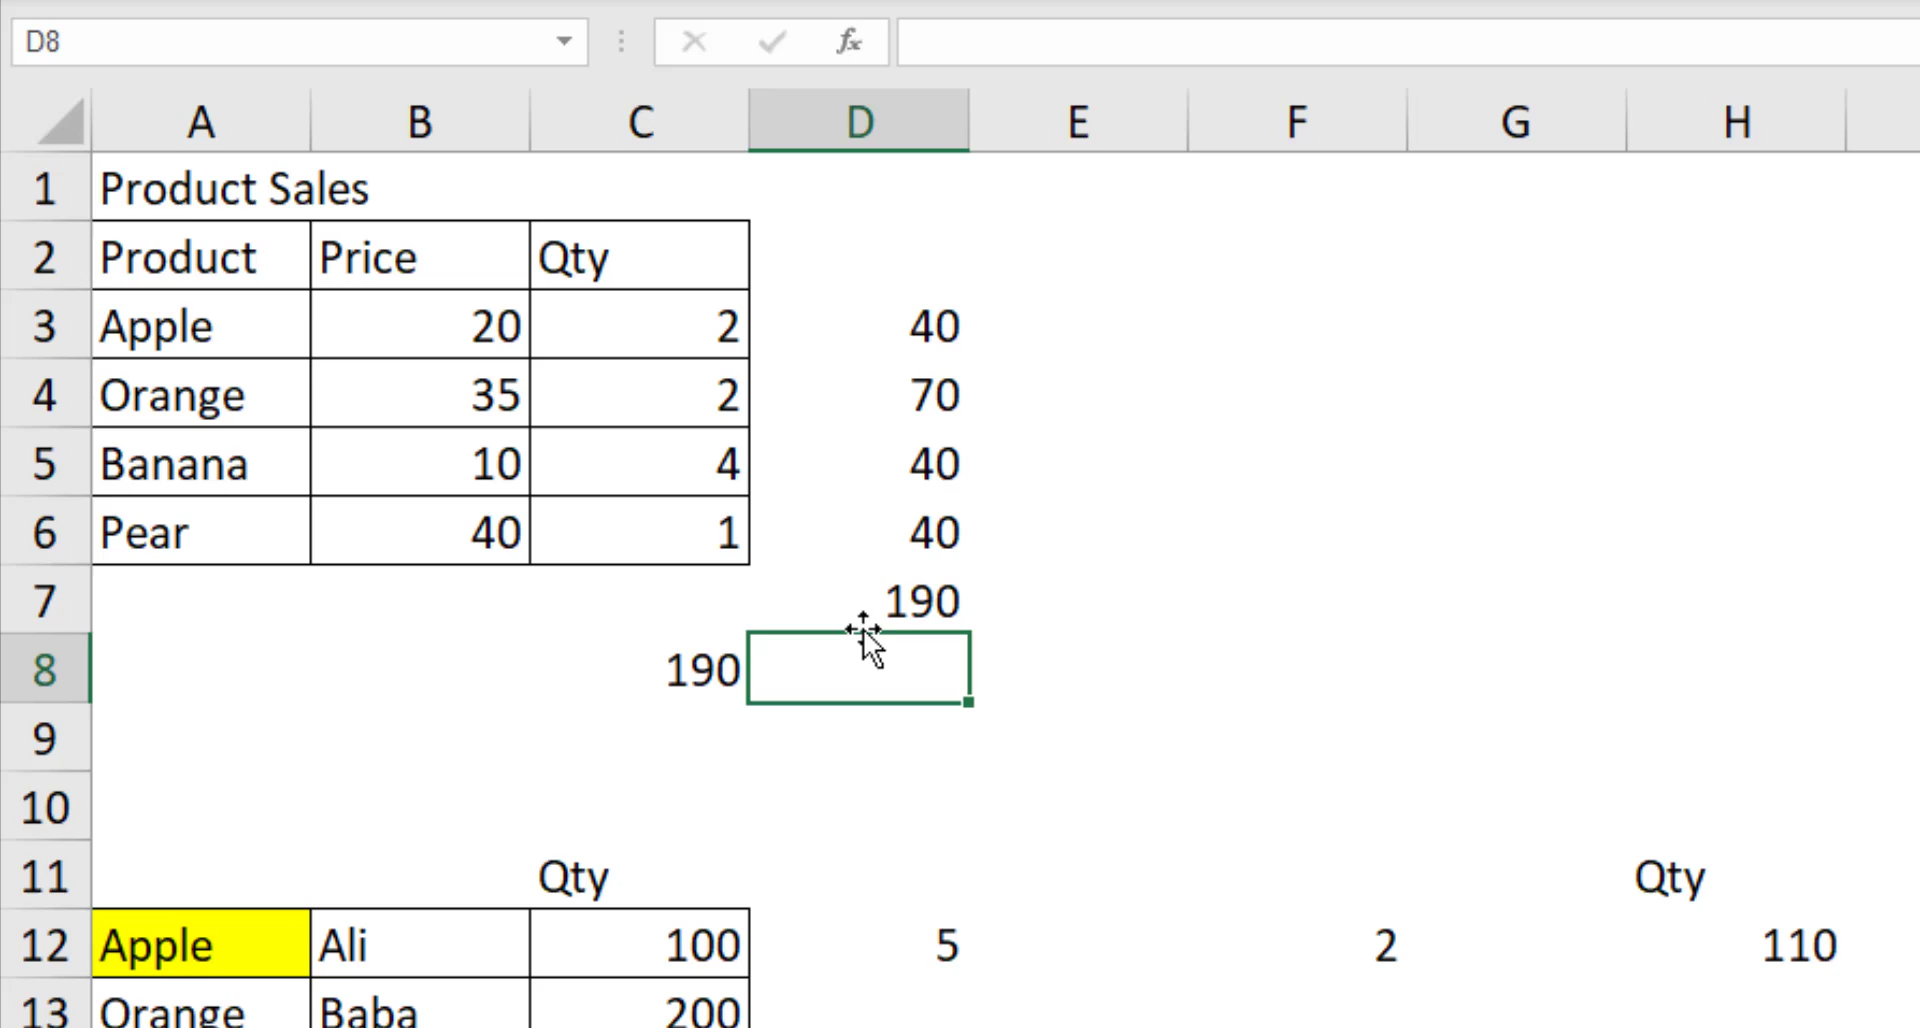 D8 fx
A B C D E F G H
1 Product Sales
2 Product Price Qty
3 Apple 20 2 40
4 Orange 35 2 70
5 Banana 10 4 40
6 Pear 40 1 40
7 190
8 190
9
10
11 Qty Qty
12 Apple Ali 100 5 2 110
13 Orange Baba 200